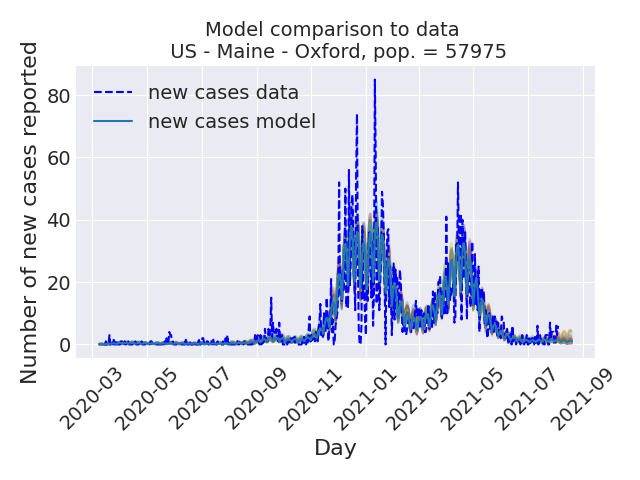 Model comparison to data
US - Maine - Oxford, pop. = 57975
Number of new cases reported
80
60
40
20
0
new cases data
new cases model
2020-03
2020-05
2020-07
2020-09
2020-11
2021-01
2021-03
2021-05
2021-07
2021-09
Day